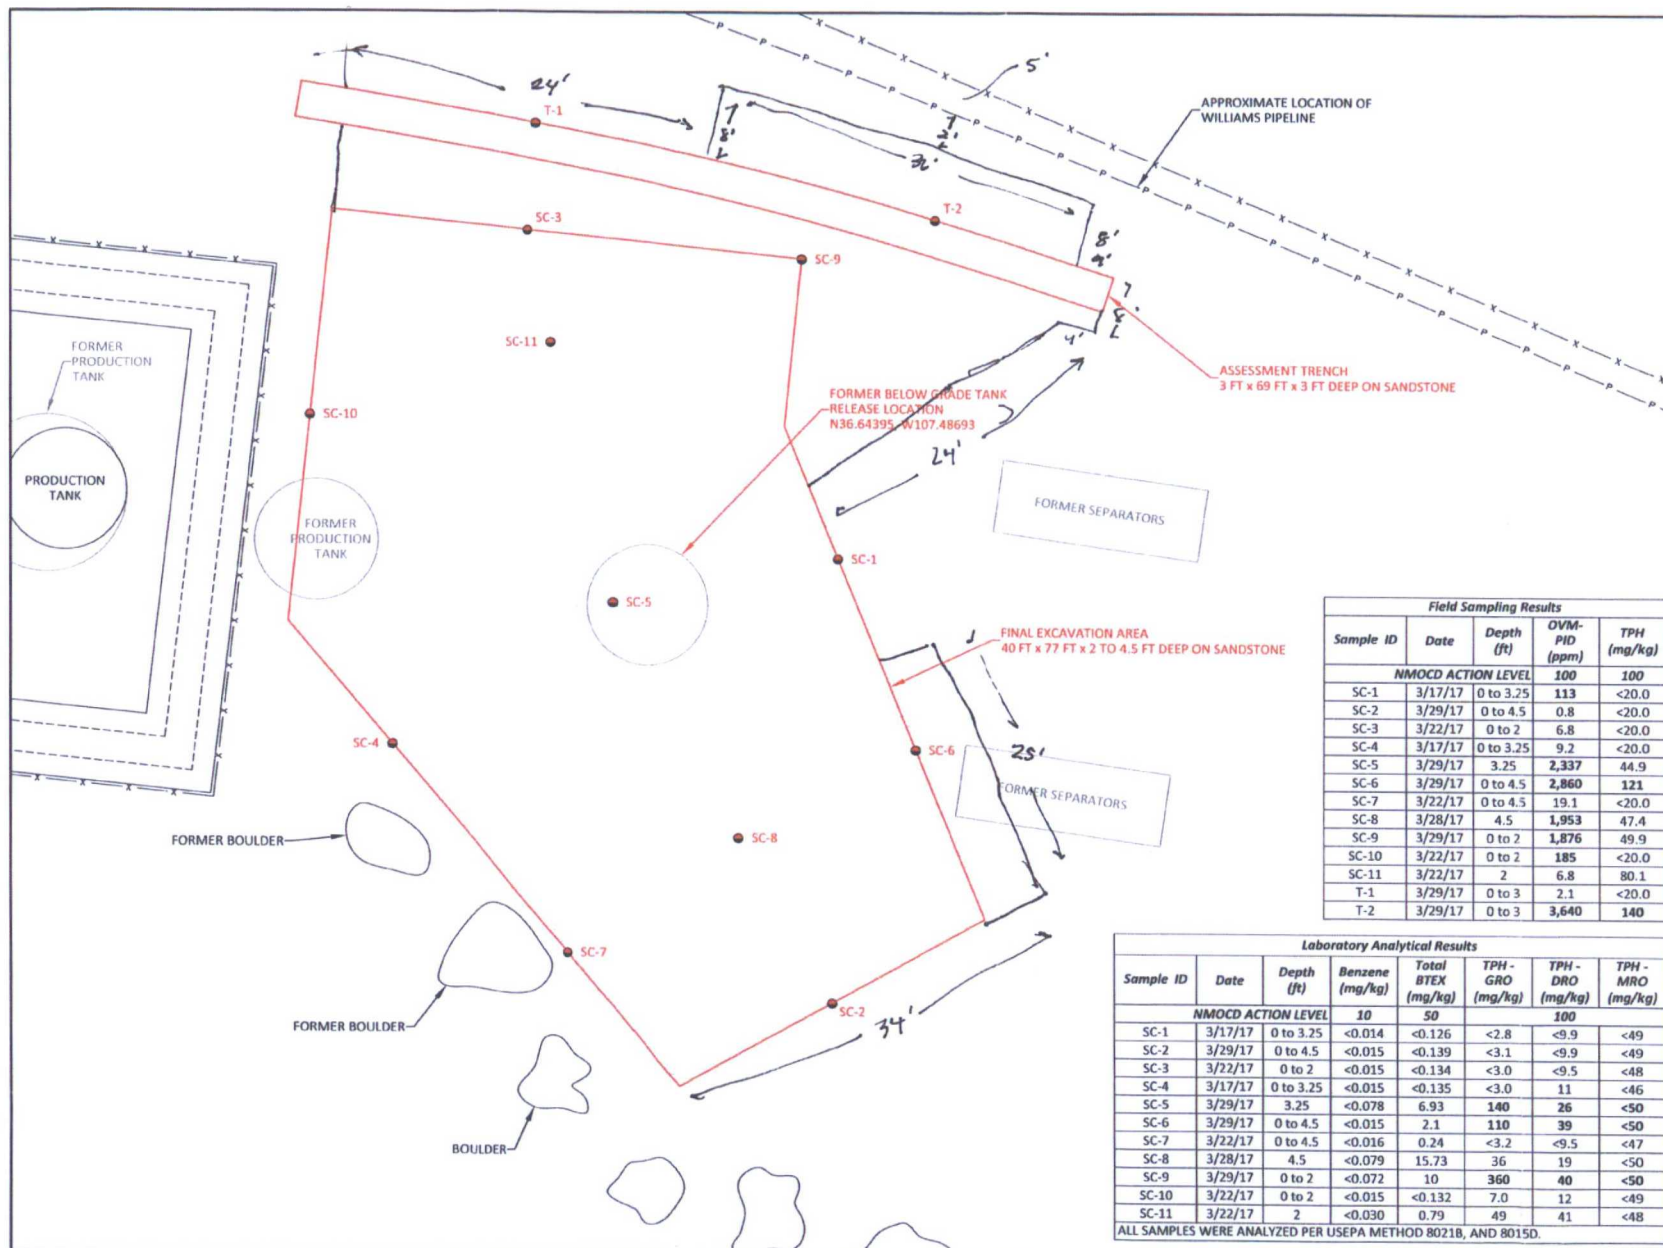 24'
T-1
8'
32'
2'
5'
APPROXIMATE LOCATION OF
WILLIAMS PIPELINE
T-2
8'
SC-3
SC-9
8'
4'
ASSESSMENT TRENCH
3 FT x 69 FT x 3 FT DEEP ON SANDSTONE
SC-11
FORMER
PRODUCTION
TANK
FORMER BELOW GRADE TANK
RELEASE LOCATION
N36.64395, W107.48693
SC-10
24'
PRODUCTION
TANK
FORMER SEPARATORS
FORMER
PRODUCTION
TANK
SC-1
SC-5
FINAL EXCAVATION AREA
40 FT x 77 FT x 2 TO 4.5 FT DEEP ON SANDSTONE
SC-4
SC-6
25'
FORMER SEPARATORS
FORMER BOULDER
SC-8
SC-7
FORMER BOULDER
SC-2
34'
BOULDER
Field Sampling Results
Sample ID Date Depth (ft) OVM-PID (ppm) TPH (mg/kg)
NMOCD ACTION LEVEL 100 100
SC-1 3/17/17 0 to 3.25 113 <20.0
SC-2 3/29/17 0 to 4.5 0.8 <20.0
SC-3 3/22/17 0 to 2 6.8 <20.0
SC-4 3/17/17 0 to 3.25 9.2 <20.0
SC-5 3/29/17 3.25 2,337 44.9
SC-6 3/29/17 0 to 4.5 2,860 121
SC-7 3/22/17 0 to 4.5 19.1 <20.0
SC-8 3/28/17 4.5 1,953 47.4
SC-9 3/29/17 0 to 2 1,876 49.9
SC-10 3/22/17 0 to 2 185 <20.0
SC-11 3/22/17 2 6.8 80.1
T-1 3/29/17 0 to 3 2.1 <20.0
T-2 3/29/17 0 to 3 3,640 140
Laboratory Analytical Results
Sample ID Date Depth (ft) Benzene (mg/kg) Total BTEX (mg/kg) TPH - GRO (mg/kg) TPH - DRO (mg/kg) TPH - MRO (mg/kg)
NMOCD ACTION LEVEL 10 50 100
SC-1 3/17/17 0 to 3.25 <0.014 <0.126 <2.8 <9.9 <49
SC-2 3/29/17 0 to 4.5 <0.015 <0.139 <3.1 <9.9 <49
SC-3 3/22/17 0 to 2 <0.015 <0.134 <3.0 <9.5 <48
SC-4 3/17/17 0 to 3.25 <0.015 <0.135 <3.0 11 <46
SC-5 3/29/17 3.25 <0.078 6.93 140 26 <50
SC-6 3/29/17 0 to 4.5 <0.015 2.1 110 39 <50
SC-7 3/22/17 0 to 4.5 <0.016 0.24 <3.2 <9.5 <47
SC-8 3/28/17 4.5 <0.079 15.73 36 19 <50
SC-9 3/29/17 0 to 2 <0.072 10 360 40 <50
SC-10 3/22/17 0 to 2 <0.015 <0.132 7.0 12 <49
SC-11 3/22/17 2 <0.030 0.79 49 41 <48
ALL SAMPLES WERE ANALYZED PER USEPA METHOD 8021B, AND 8015D.